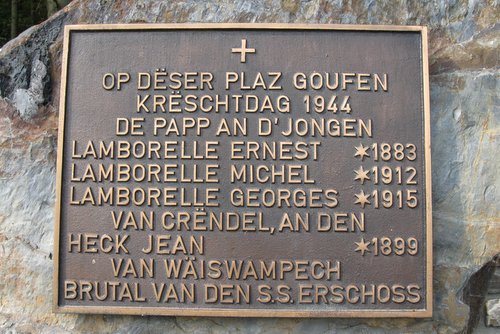 OP DËSER PLAZ GOUFEN
KRËSCHTDAG 1944
DE PAPP AN D'JONGEN
LAMBORELLE ERNEST *1883
LAMBORELLE MICHEL *1912
LAMBORELLE GEORGES *1915
VAN CRËNDEL, AN DEN
HECK JEAN *1899
VAN WÄISWAMPECH
BRUTAL VAN DEN S.S. ERSCHOSS